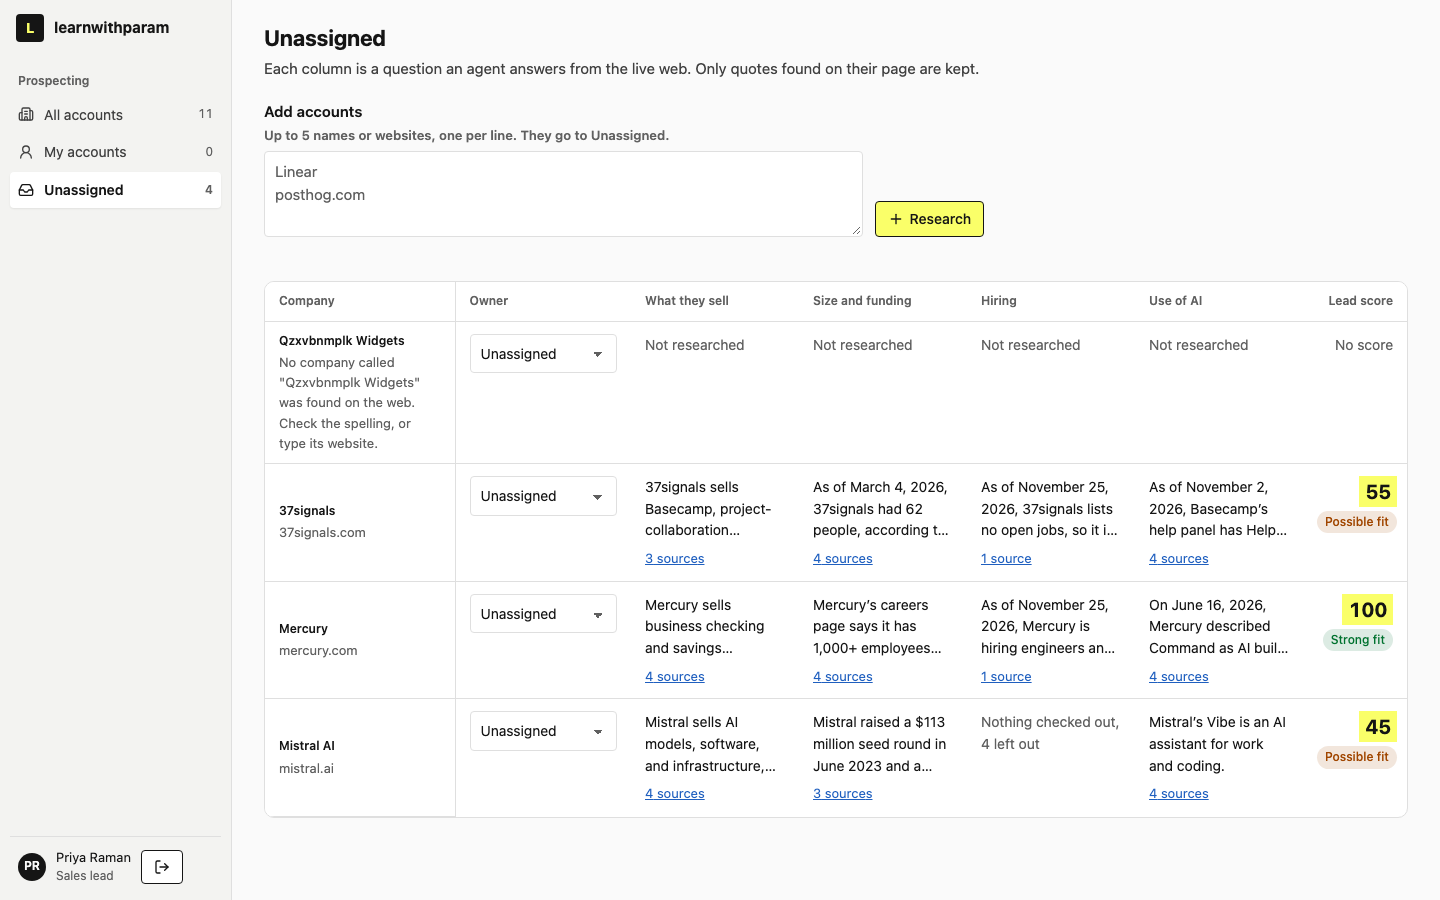 L learnwithparam
Prospecting
All accounts 11
My accounts 0
Unassigned 4
Unassigned
Each column is a question an agent answers from the live web. Only quotes found on their page are kept.
Add accounts
Up to 5 names or websites, one per line. They go to Unassigned.
Linear
posthog.com
+ Research
Company Owner What they sell Size and funding Hiring Use of AI Lead score
Qzxvbnmplk Widgets
No company called
"Qzxvbnmplk Widgets"
was found on the web.
Check the spelling, or
type its website.
Unassigned
Not researched
Not researched
Not researched
Not researched
No score
37signals
37signals.com
Unassigned
37signals sells
Basecamp, project-
collaboration…
3 sources
As of March 4, 2026,
37signals had 62
people, according t…
4 sources
As of November 25,
2026, 37signals lists
no open jobs, so it i…
1 source
As of November 2,
2026, Basecamp’s
help panel has Help…
4 sources
55
Possible fit
Mercury
mercury.com
Unassigned
Mercury sells
business checking
and savings…
4 sources
Mercury’s careers
page says it has
1,000+ employees…
4 sources
As of November 25,
2026, Mercury is
hiring engineers an…
1 source
On June 16, 2026,
Mercury described
Command as AI buil…
4 sources
100
Strong fit
Mistral AI
mistral.ai
Unassigned
Mistral sells AI
models, software,
and infrastructure,…
4 sources
Mistral raised a $113
million seed round in
June 2023 and a…
3 sources
Nothing checked out,
4 left out
Mistral’s Vibe is an AI
assistant for work
and coding.
4 sources
45
Possible fit
PR
Priya Raman
Sales lead